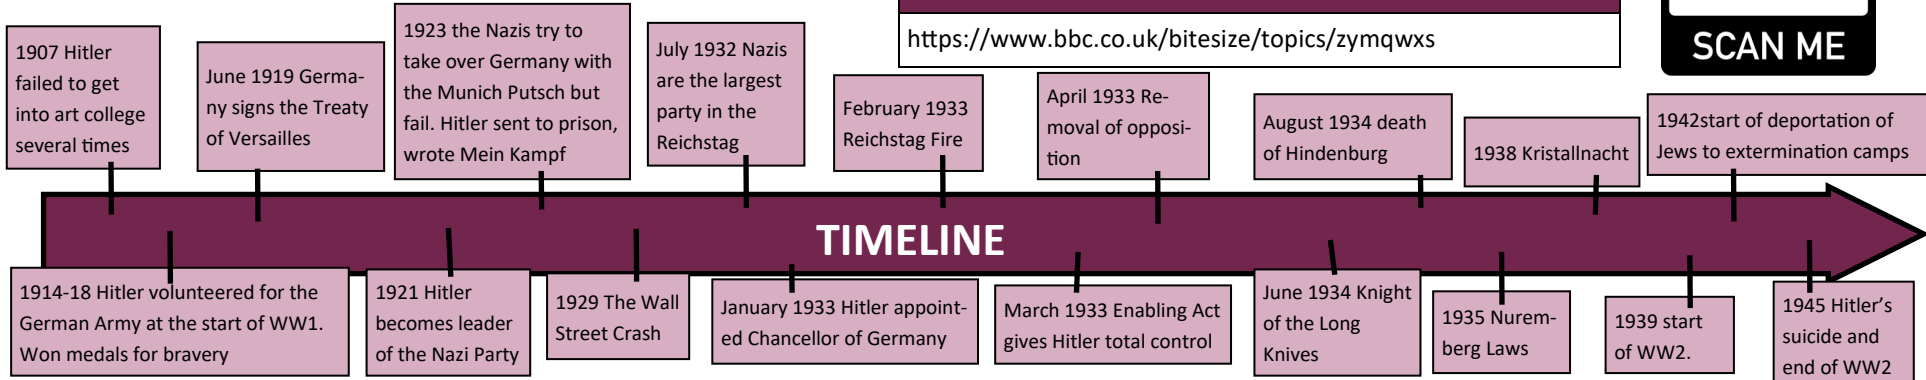 https://www.bbc.co.uk/bitesize/topics/zymqwxs
SCAN ME
1907 Hitler
failed to get
into art college
several times
June 1919 Germa-
ny signs the Treaty
of Versailles
1923 the Nazis try to
take over Germany with
the Munich Putsch but
fail. Hitler sent to prison,
wrote Mein Kampf
July 1932 Nazis
are the largest
party in the
Reichstag
February 1933
Reichstag Fire
April 1933 Re-
moval of opposi-
tion
August 1934 death
of Hindenburg
1938 Kristallnacht
1942start of deportation of
Jews to extermination camps
TIMELINE
1914-18 Hitler volunteered for the
German Army at the start of WW1.
Won medals for bravery
1921 Hitler
becomes leader
of the Nazi Party
1929 The Wall
Street Crash
January 1933 Hitler appoint-
ed Chancellor of Germany
March 1933 Enabling Act
gives Hitler total control
June 1934 Knight
of the Long
Knives
1935 Nurem-
berg Laws
1939 start
of WW2.
1945 Hitler’s
suicide and
end of WW2